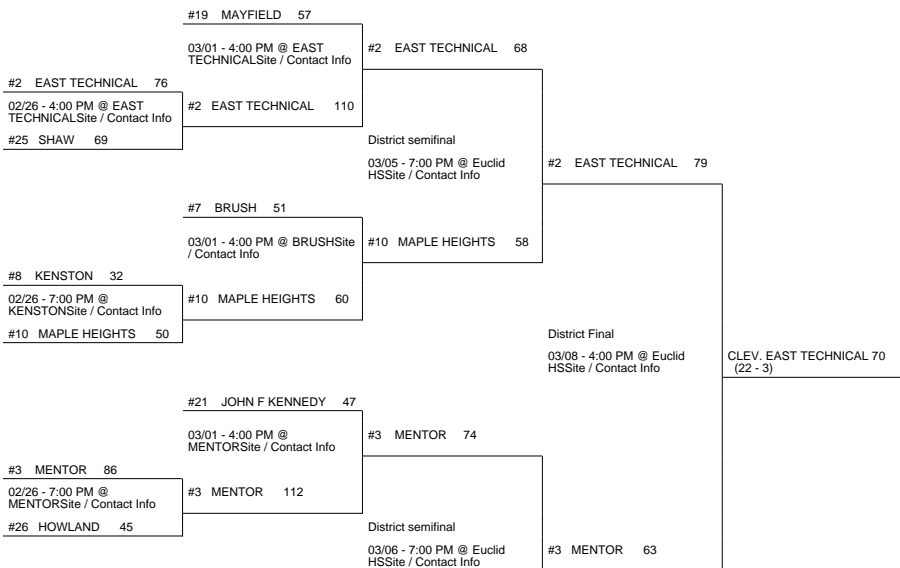 #19 MAYFIELD 57
03/01 - 4:00 PM @ EAST
TECHNICALSite / Contact Info
#2 EAST TECHNICAL 68
#2 EAST TECHNICAL 76
02/26 - 4:00 PM @ EAST
TECHNICALSite / Contact Info
#2 EAST TECHNICAL 110
#25 SHAW 69
District semifinal
03/05 - 7:00 PM @ Euclid
HSSite / Contact Info
#2 EAST TECHNICAL 79
#7 BRUSH 51
03/01 - 4:00 PM @ BRUSHSite
/ Contact Info
#10 MAPLE HEIGHTS 58
#8 KENSTON 32
02/26 - 7:00 PM @
KENSTONSite / Contact Info
#10 MAPLE HEIGHTS 60
#10 MAPLE HEIGHTS 50
District Final
03/08 - 4:00 PM @ Euclid
HSSite / Contact Info
CLEV. EAST TECHNICAL 70
(22 - 3)
#21 JOHN F KENNEDY 47
03/01 - 4:00 PM @
MENTORSite / Contact Info
#3 MENTOR 74
#3 MENTOR 86
02/26 - 7:00 PM @
MENTORSite / Contact Info
#3 MENTOR 112
#26 HOWLAND 45
District semifinal
03/06 - 7:00 PM @ Euclid
HSSite / Contact Info
#3 MENTOR 63